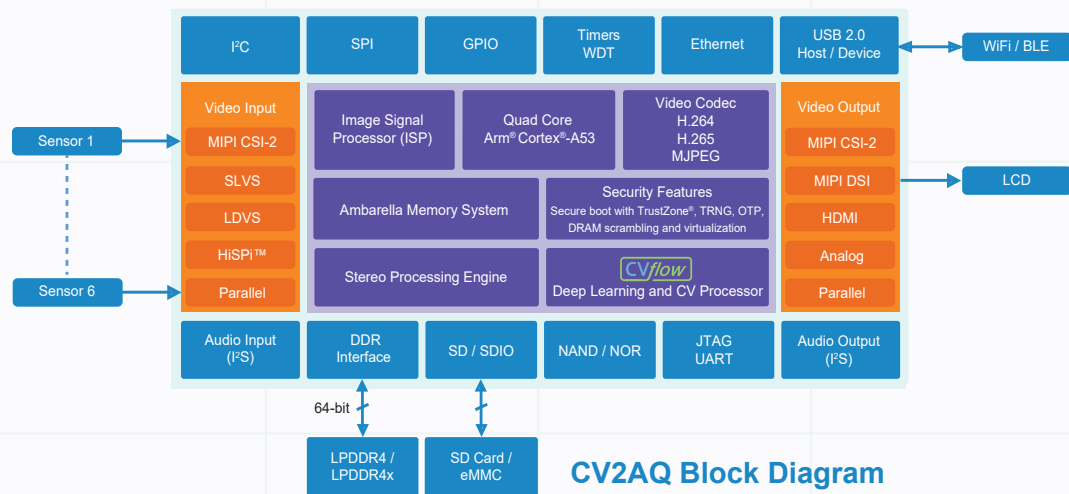 I²C
SPI
GPIO
Timers
WDT
Ethernet
USB 2.0
Host / Device
WiFi / BLE
Sensor 1
Sensor 6
Video Input
MIPI CSI-2
SLVS
LDVS
HiSPi™
Parallel
Image Signal
Processor (ISP)
Quad Core
Arm® Cortex®-A53
Video Codec
H.264
H.265
MJPEG
Ambarella Memory System
Security Features
Secure boot with TrustZone®, TRNG, OTP,
DRAM scrambling and virtualization
Stereo Processing Engine
CVflow
Deep Learning and CV Processor
Video Output
MIPI CSI-2
MIPI DSI
HDMI
Analog
Parallel
LCD
Audio Input
(I²S)
DDR
Interface
SD / SDIO
NAND / NOR
JTAG
UART
Audio Output
(I²S)
64-bit
LPDDR4 /
LPDDR4x
SD Card /
eMMC
CV2AQ Block Diagram